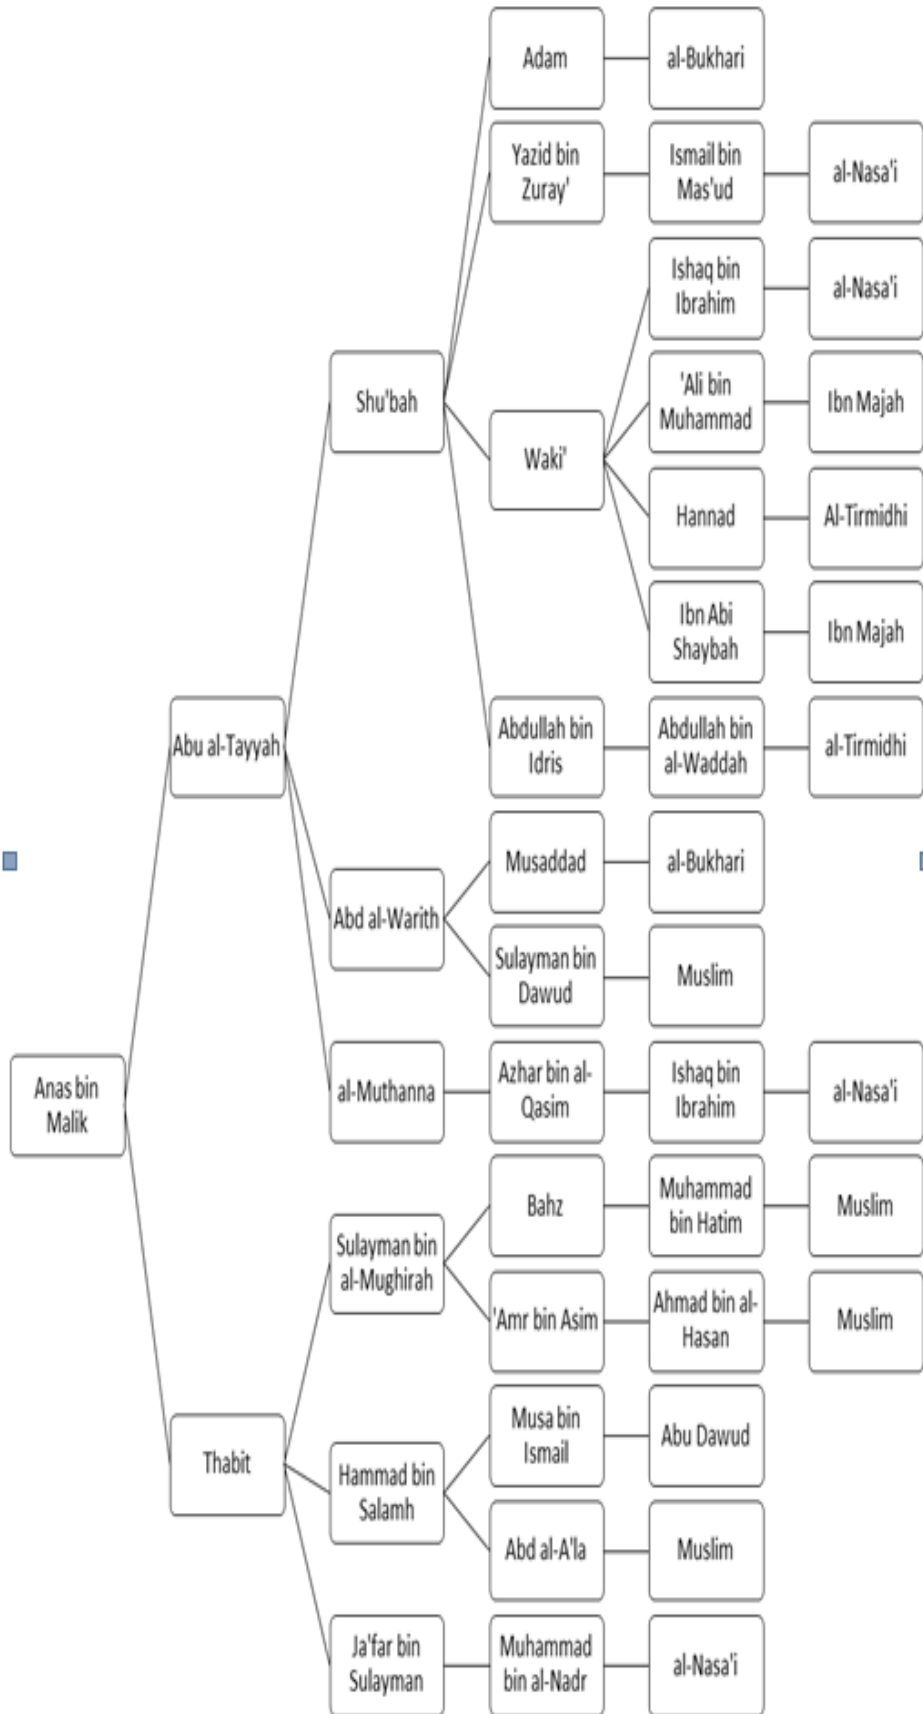 Adam
al-Bukhari
Yazid bin
Zuray'
Ismail bin
Mas'ud
al-Nasa'i
Ishaq bin
Ibrahim
al-Nasa'i
Shu'bah
'Ali bin
Muhammad
Ibn Majah
Waki'
Hannad
Al-Tirmidhi
Ibn Abi
Shaybah
Ibn Majah
Abu al-Tayyah
Abdullah bin
Idris
Abdullah bin
al-Waddah
al-Tirmidhi
Musaddad
al-Bukhari
Abd al-Warith
Sulayman bin
Dawud
Muslim
Anas bin
Malik
al-Muthanna
Azhar bin al-
Qasim
Ishaq bin
Ibrahim
al-Nasa'i
Bahz
Muhammad
bin Hatim
Muslim
Sulayman bin
al-Mughirah
'Amr bin Asim
Ahmad bin al-
Hasan
Muslim
Thabit
Musa bin
Ismail
Abu Dawud
Hammad bin
Salamh
Abd al-A'la
Muslim
Ja'far bin
Sulayman
Muhammad
bin al-Nadr
al-Nasa'i